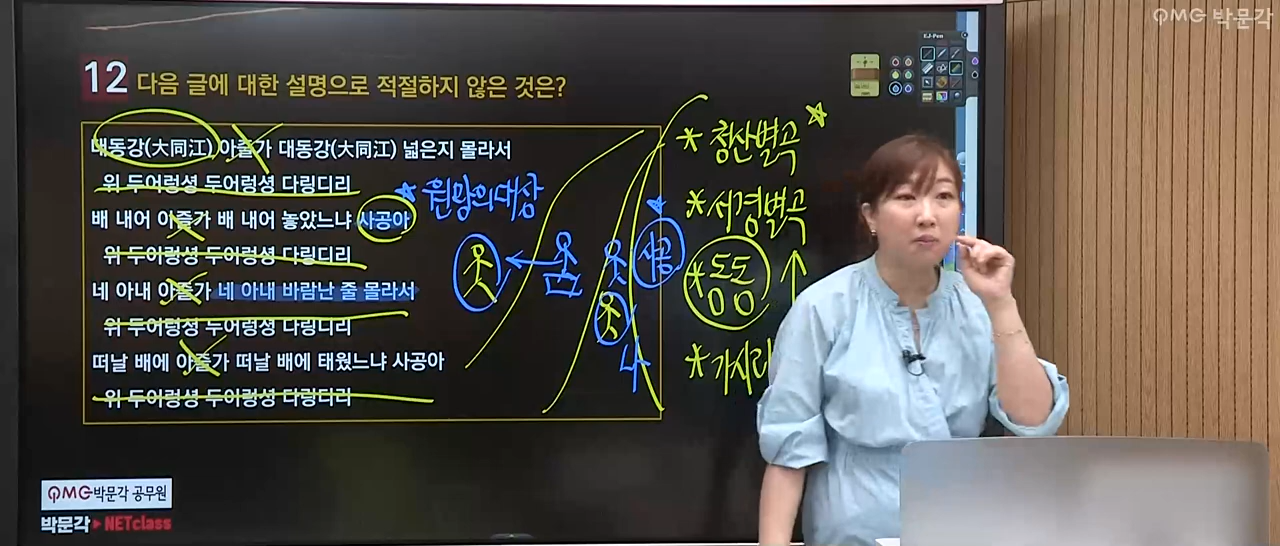 QMG 박문각
12 다음 글에 대한 설명으로 적절하지 않은 것은?
대동강(大同江) 아즐가 대동강(大同江) 넓은지 몰라서
위 두어렁셩 두어렁셩 다링디리
배 내어 아즐가 배 내어 놓았느냐 사공아
위 두어렁셩 두어렁셩 다링디리
네 아내 아즐가 네 아내 바람난 줄 몰라서
위 두어렁셩 두어렁셩 다링디리
떠날 배에 아즐가 떠날 배에 태웠느냐 사공아
위 두어렁셩 두어렁셩 다링디리
원망의 대상
사공
나
청산별곡
서경별곡
동동
가시리
QMG박문각 공무원
박문각 NETclass